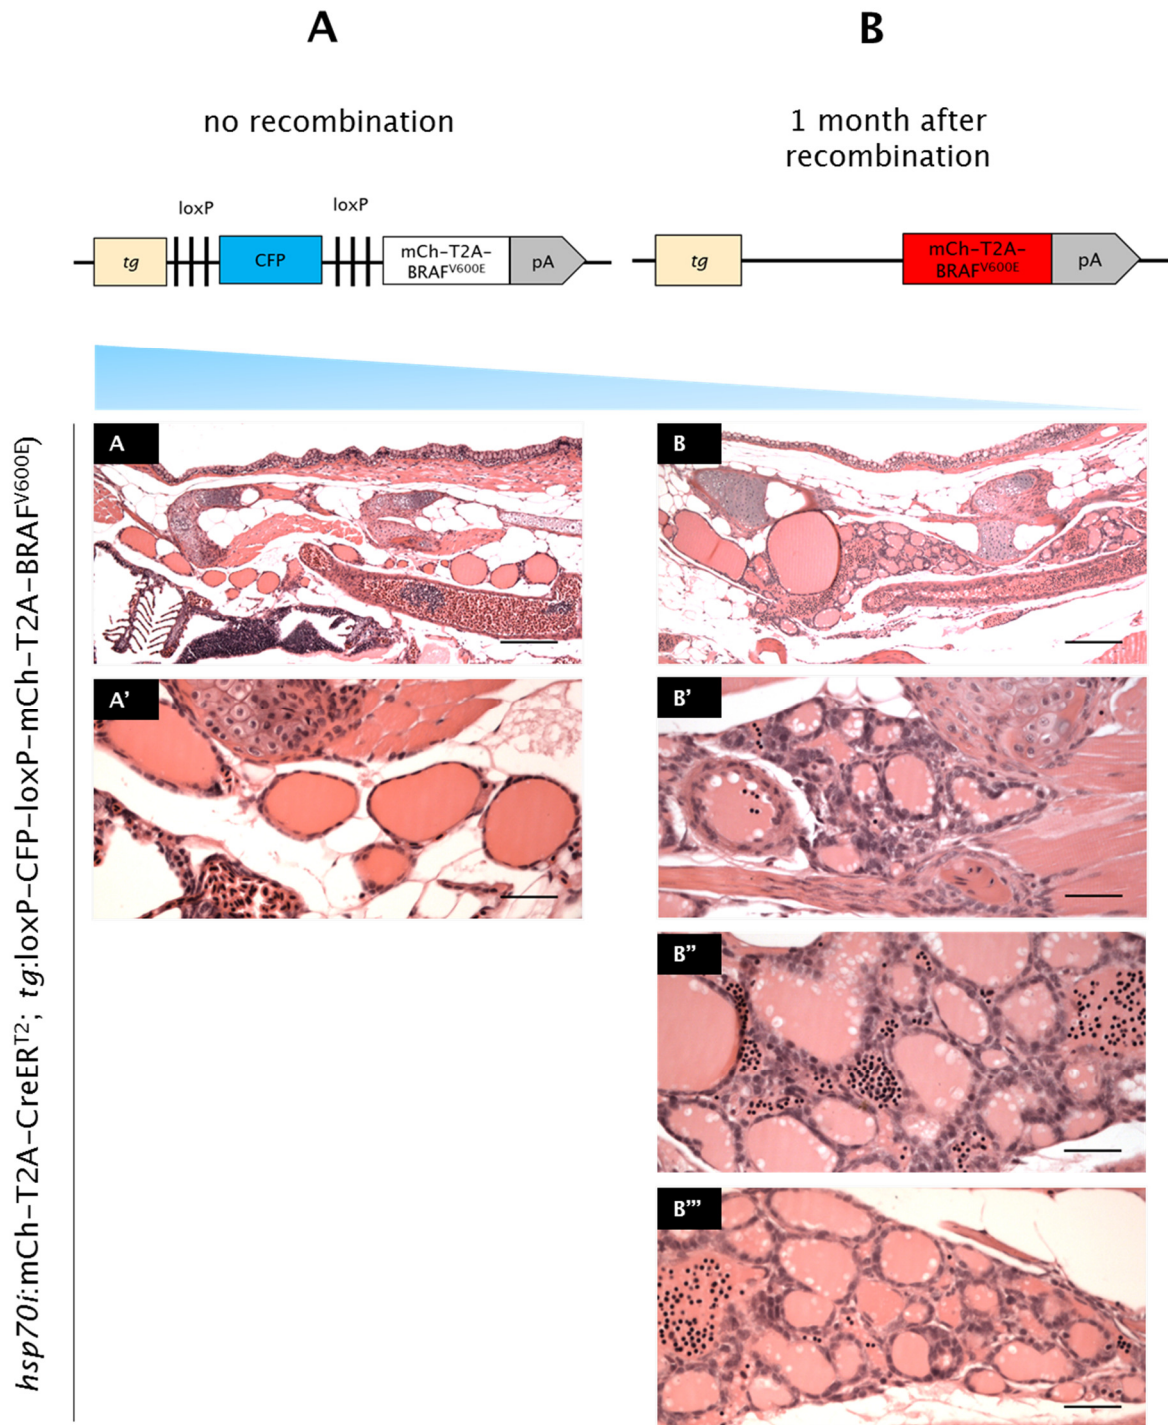 A
B
no recombination
1 month after
recombination
loxP
loxP
tg
CFP
mCh-T2A-
BRAFV600E
pA
tg
mCh-T2A-
BRAFV600E
pA
hsp70i:mCh-T2A-CreERT2; tg:loxP-CFP-loxP-mCh-T2A-BRAFV600E)
A
B
A'
B'
B''
B'''